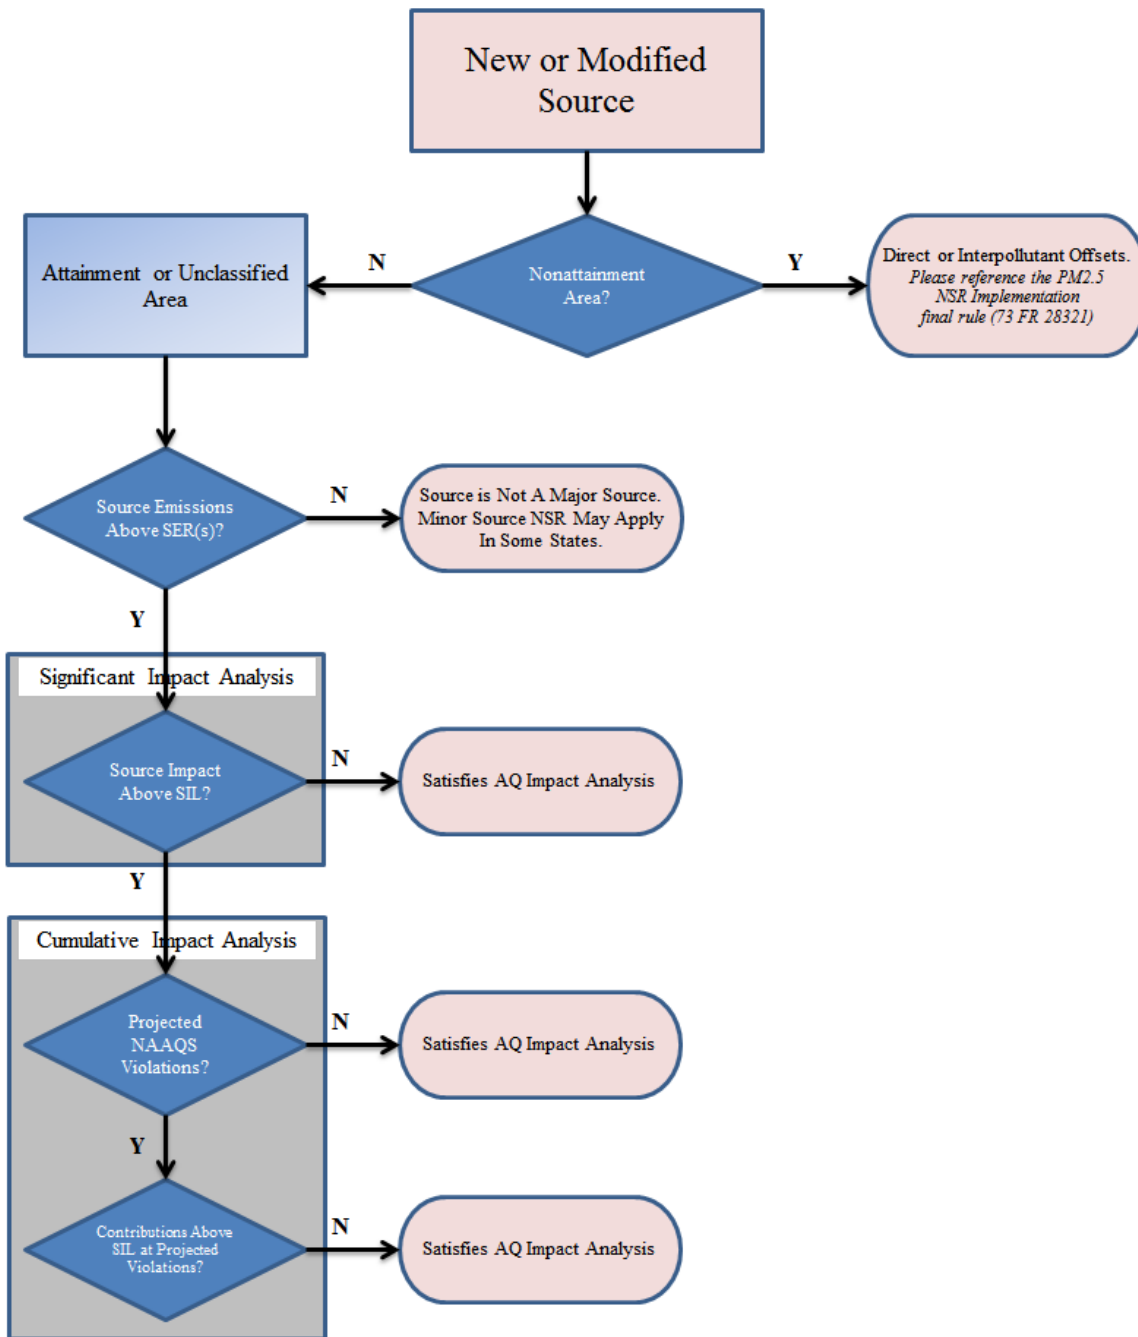 New or Modified
Source
Attainment or Unclassified
Area
N
Nonattainment
Area?
Y
Direct or Interpollutant Offsets.
Please reference the PM2.5
NSR Implementation
final rule (73 FR 28321)
Source Emissions
Above SER(s)?
N
Source is Not A Major Source.
Minor Source NSR May Apply
In Some States.
Y
Significant Impact Analysis
Source Impact
Above SIL?
N
Satisfies AQ Impact Analysis
Y
Cumulative Impact Analysis
Projected
NAAQS
Violations?
N
Satisfies AQ Impact Analysis
Y
Contributions Above
SIL at Projected
Violations?
N
Satisfies AQ Impact Analysis